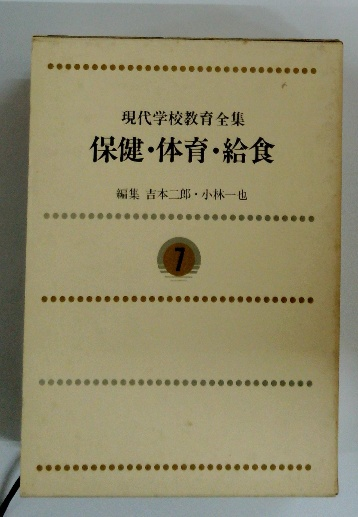 現代学校教育全集
保健・体育・給食
編集 吉本二郎・小林一也
7